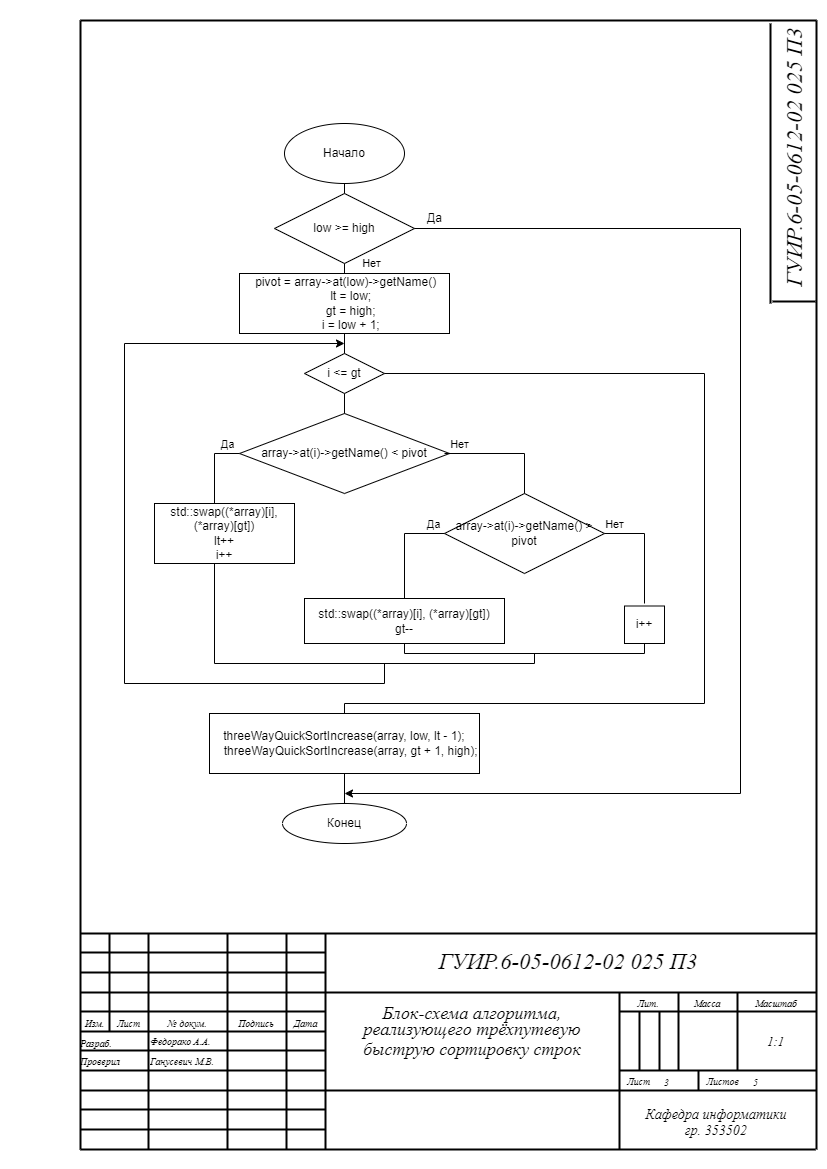 ГУИР.6-05-0612-02 025 ПЗ
Начало
low >= high
Да
Нет
pivot = array->at(low)->getName()
lt = low;
gt = high;
i = low + 1;
i <= gt
Да
array->at(i)->getName() < pivot
Нет
std::swap((*array)[i],
(*array)[gt])
lt++
i++
Да
array->at(i)->getName() >
pivot
Нет
std::swap((*array)[i], (*array)[gt])
gt--
i++
threeWayQuickSortIncrease(array, low, lt - 1);
threeWayQuickSortIncrease(array, gt + 1, high);
Конец
ГУИР.6-05-0612-02 025 ПЗ
Изм. Лист № докум. Подпись Дата
Разраб. Федорако А.А.
Проверил Ганусевич М.В.
Блок-схема алгоритма,
реализующего трёхпутевую
быструю сортировку строк
Лит. Масса Масштаб
1:1
Лист 3 Листов 5
Кафедра информатики
гр. 353502